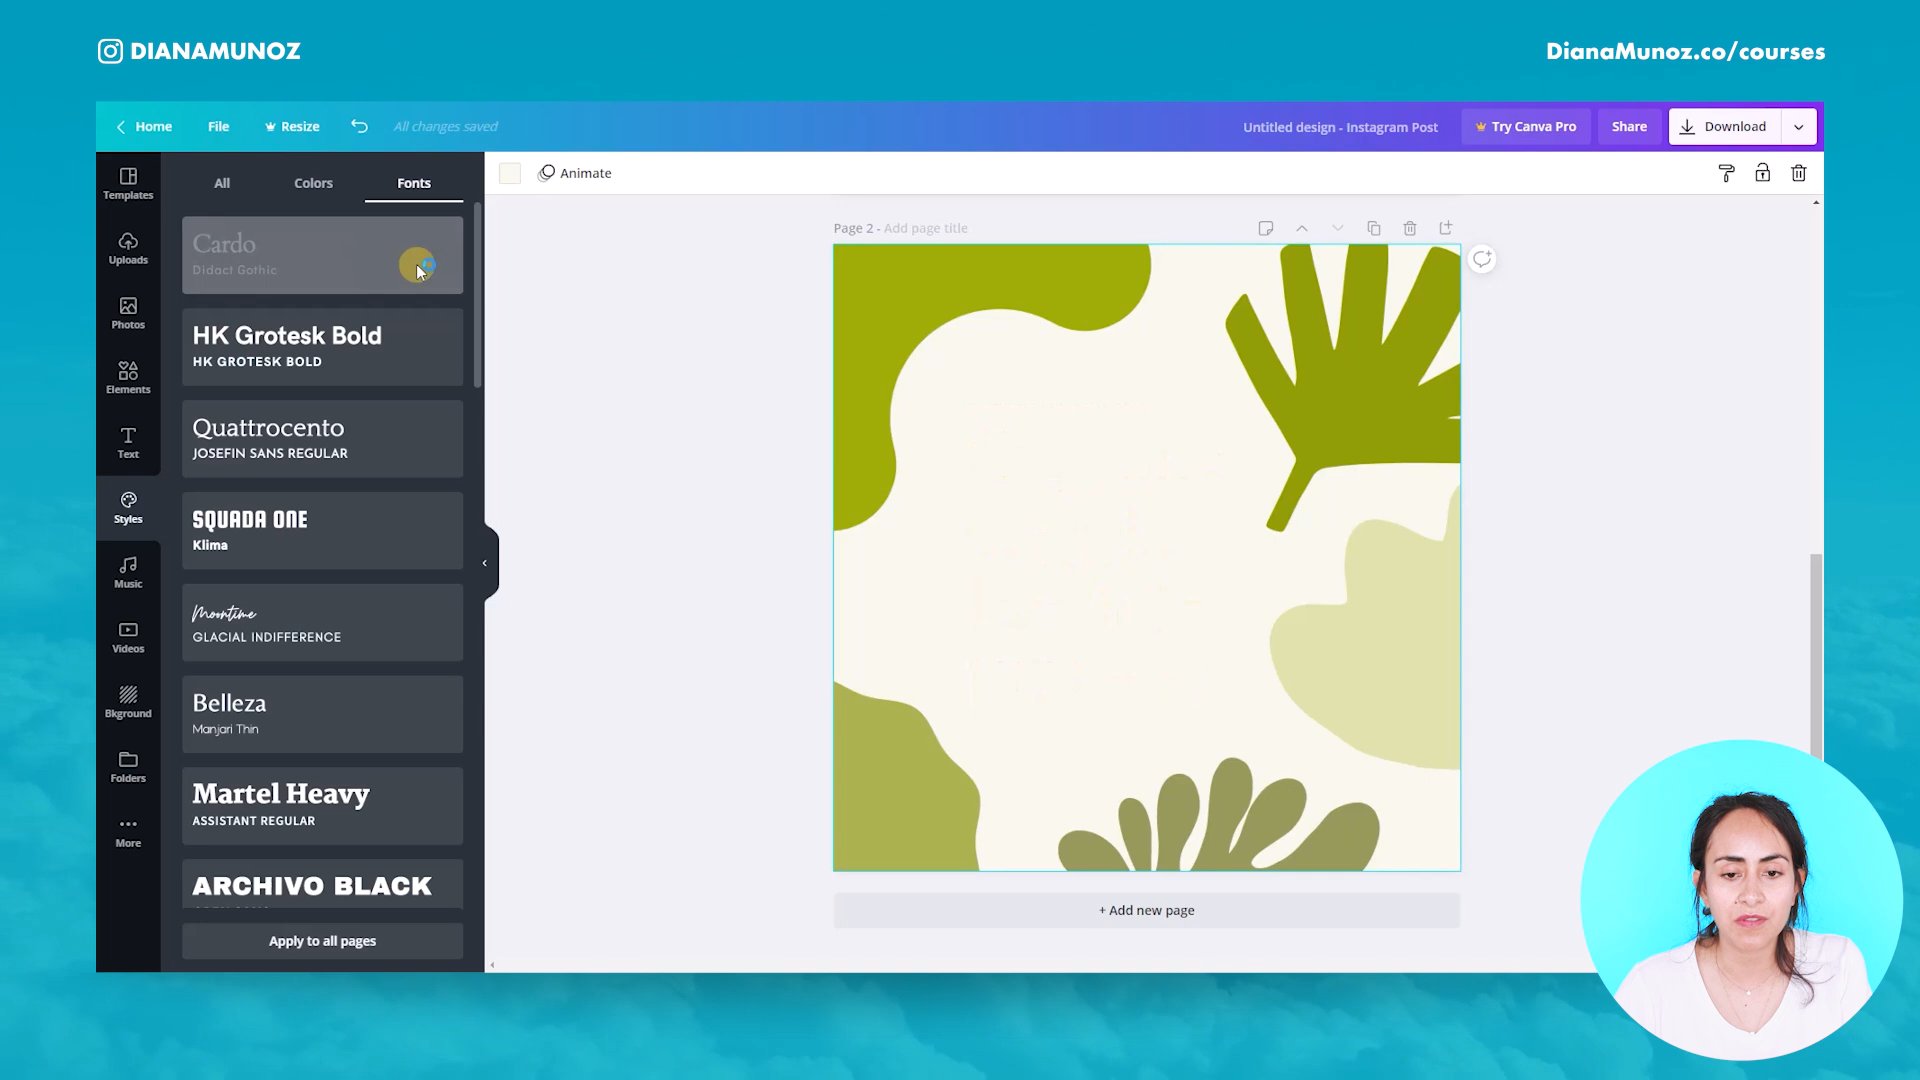 DIANAMUNOZ
DianaMunoz.co/courses
Home
File
Resize
All changes saved
Untitled design - Instagram Post
Try Canva Pro
Share
Download
Templates
Uploads
Photos
Elements
Text
Styles
Music
Videos
Bkground
Folders
More
All
Colors
Fonts
Cardo
Didact Gothic
HK Grotesk Bold
HK GROTESK BOLD
Quattrocento
JOSEFIN SANS REGULAR
SQUADA ONE
Klima
Moontime
GLACIAL INDIFFERENCE
Belleza
Manjari Thin
Martel Heavy
ASSISTANT REGULAR
ARCHIVO BLACK
Apply to all pages
Animate
Page 2 - Add page title
+ Add new page